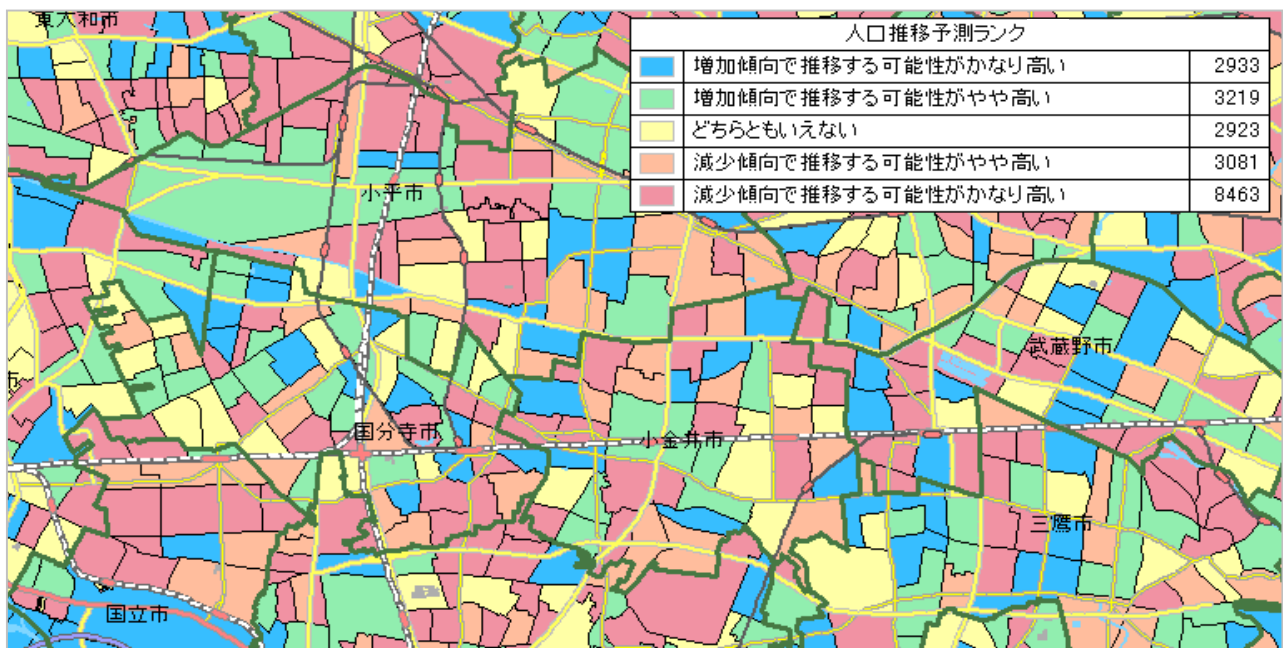 東大和市
人口推移予測ランク
増加傾向で推移する可能性がかなり高い 2933
増加傾向で推移する可能性がやや高い 3219
どちらともいえない 2923
減少傾向で推移する可能性がやや高い 3081
減少傾向で推移する可能性がかなり高い 8463
小平市
武蔵野市
市
国分寺市
小金井市
三鷹市
国立市